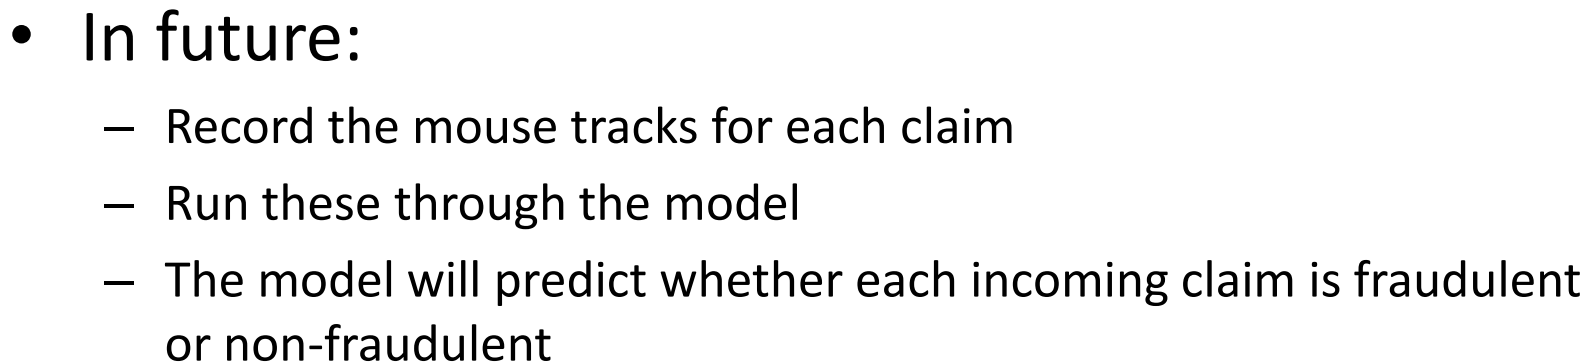 • In future:
– Record the mouse tracks for each claim
– Run these through the model
– The model will predict whether each incoming claim is fraudulent
or non-fraudulent